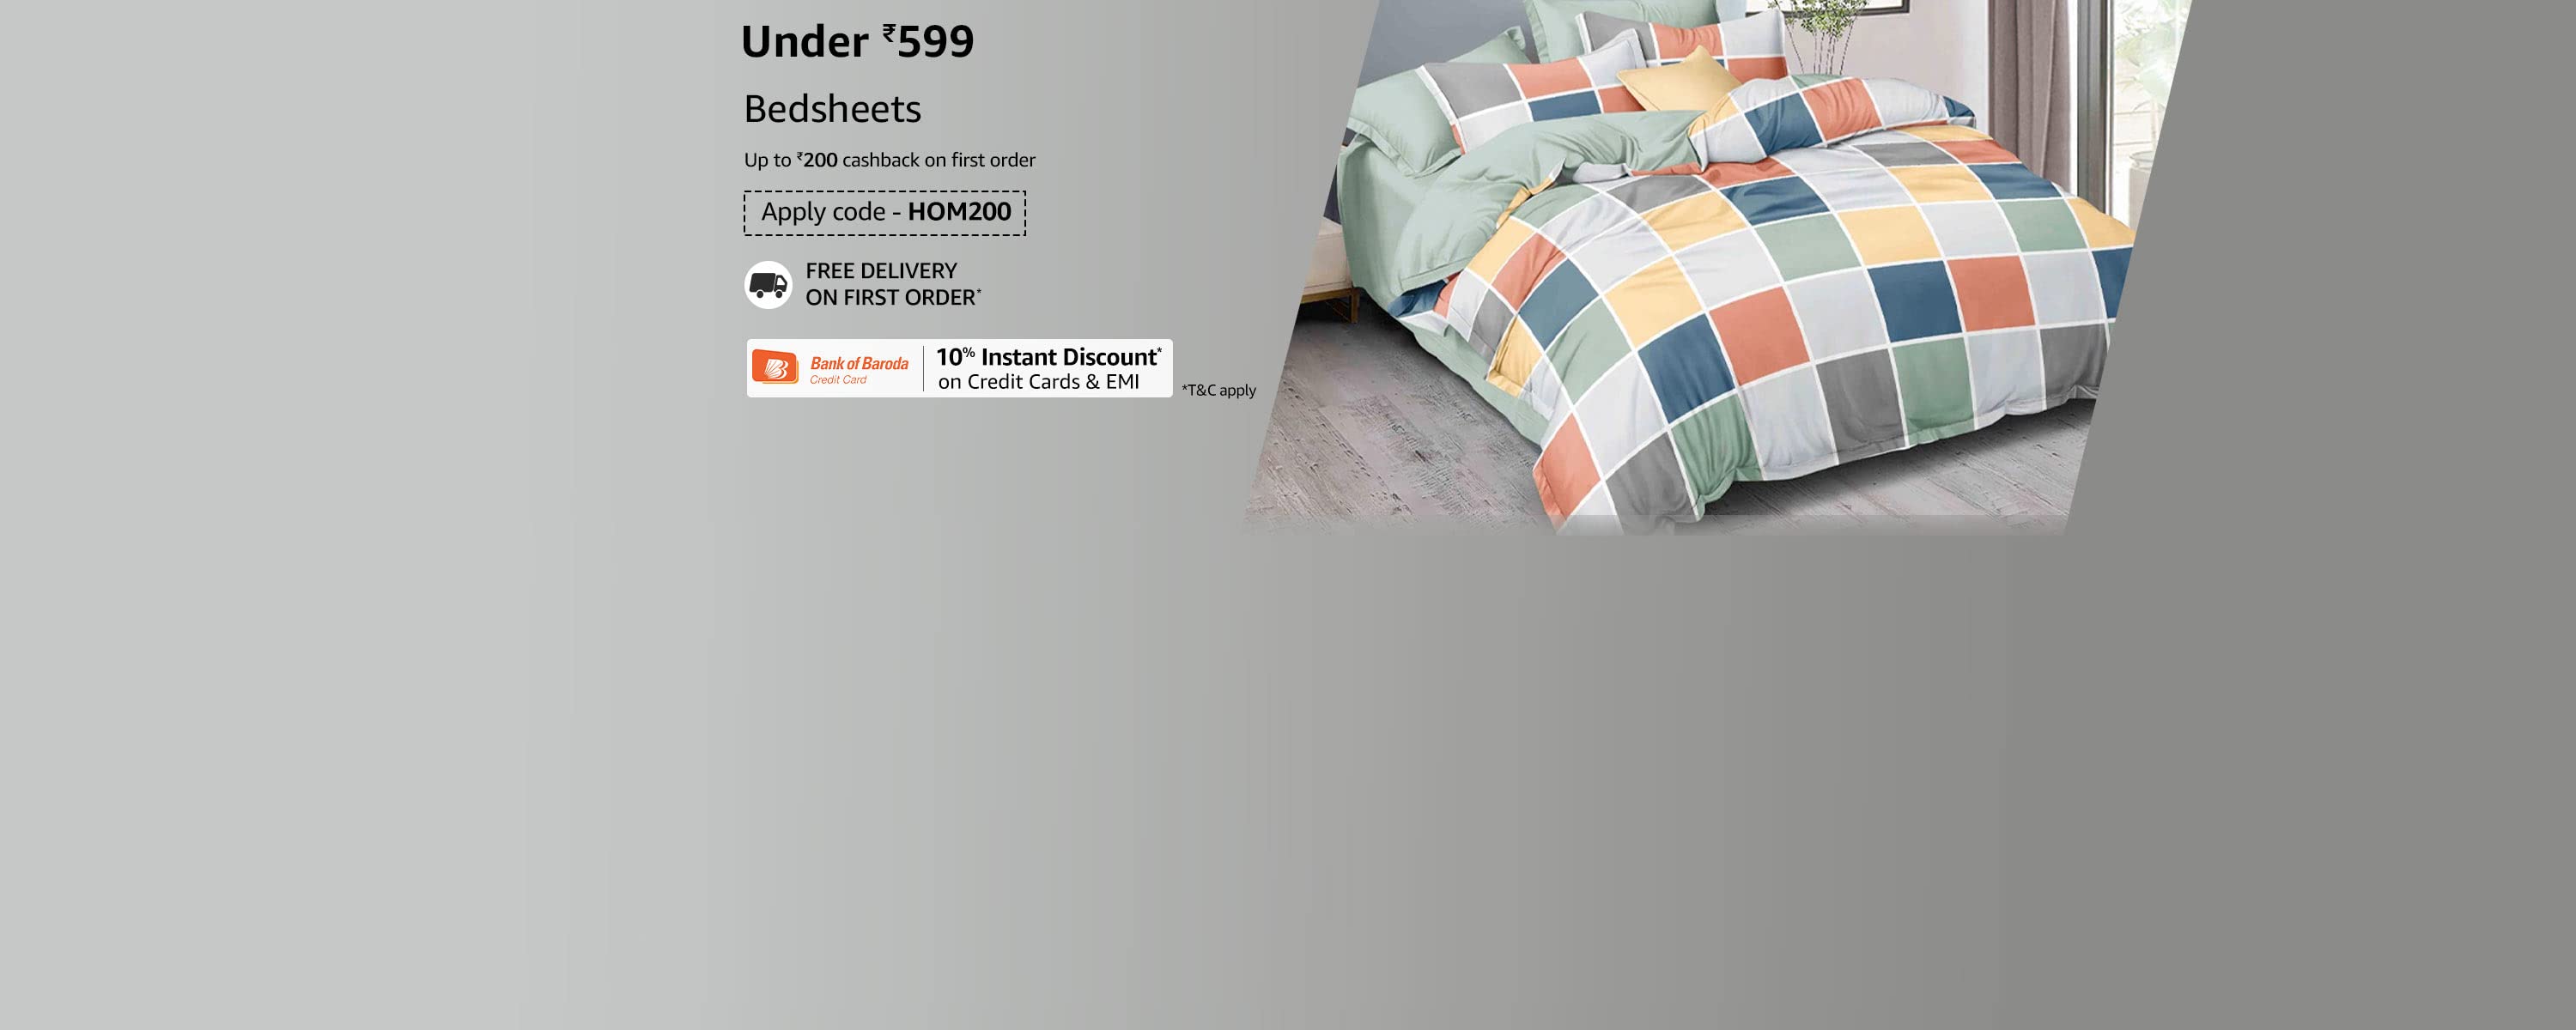 Under ₹599
Bedsheets
Up to ₹200 cashback on first order
Apply code - HOM200
FREE DELIVERY
ON FIRST ORDER*
Bank of Baroda
Credit Card
10% Instant Discount*
on Credit Cards & EMI
*T&C apply